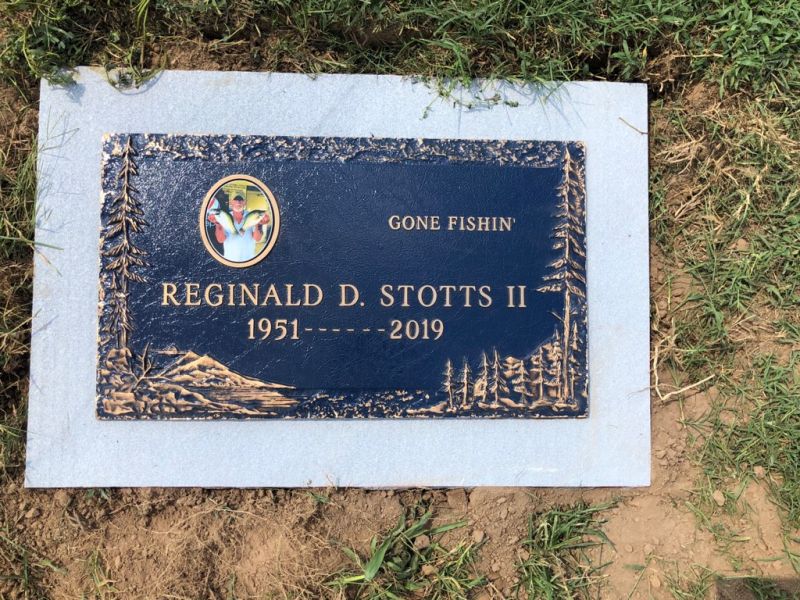 GONE FISHIN'
REGINALD D. STOTTS II
1951------2019